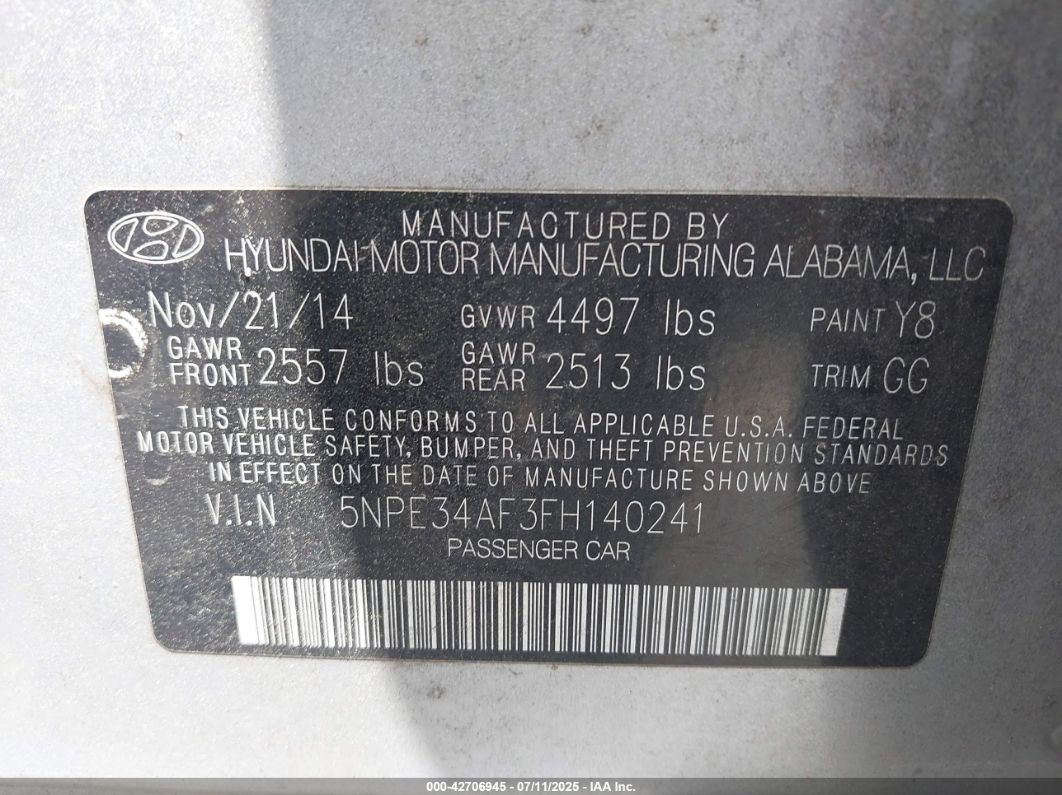 MANUFACTURED BY
HYUNDAI MOTOR MANUFACTURING ALABAMA, LLC
Nov/21/14 GVWR 4497 lbs PAINT Y8
GAWR FRONT 2557 lbs GAWR REAR 2513 lbs TRIM GG
THIS VEHICLE CONFORMS TO ALL APPLICABLE U.S.A. FEDERAL
MOTOR VEHICLE SAFETY, BUMPER, AND THEFT PREVENTION STANDARDS
IN EFFECT ON THE DATE OF MANUFACTURE SHOWN ABOVE
V.I.N 5NPE34AF3FH140241
PASSENGER CAR
000-42706945 - 07/11/2025 - IAA Inc.